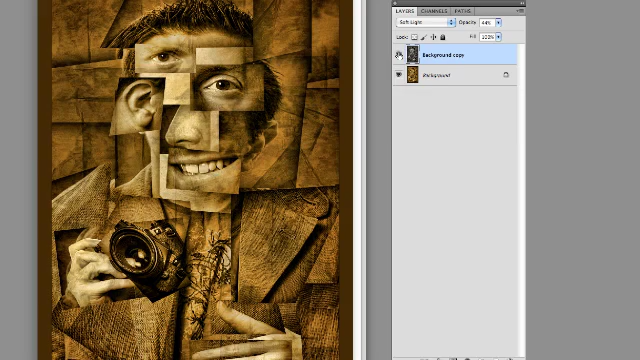 LAYERS CHANNELS PATHS
Soft Light Opacity: 44%
Lock: Fill: 100%
Background copy
Background